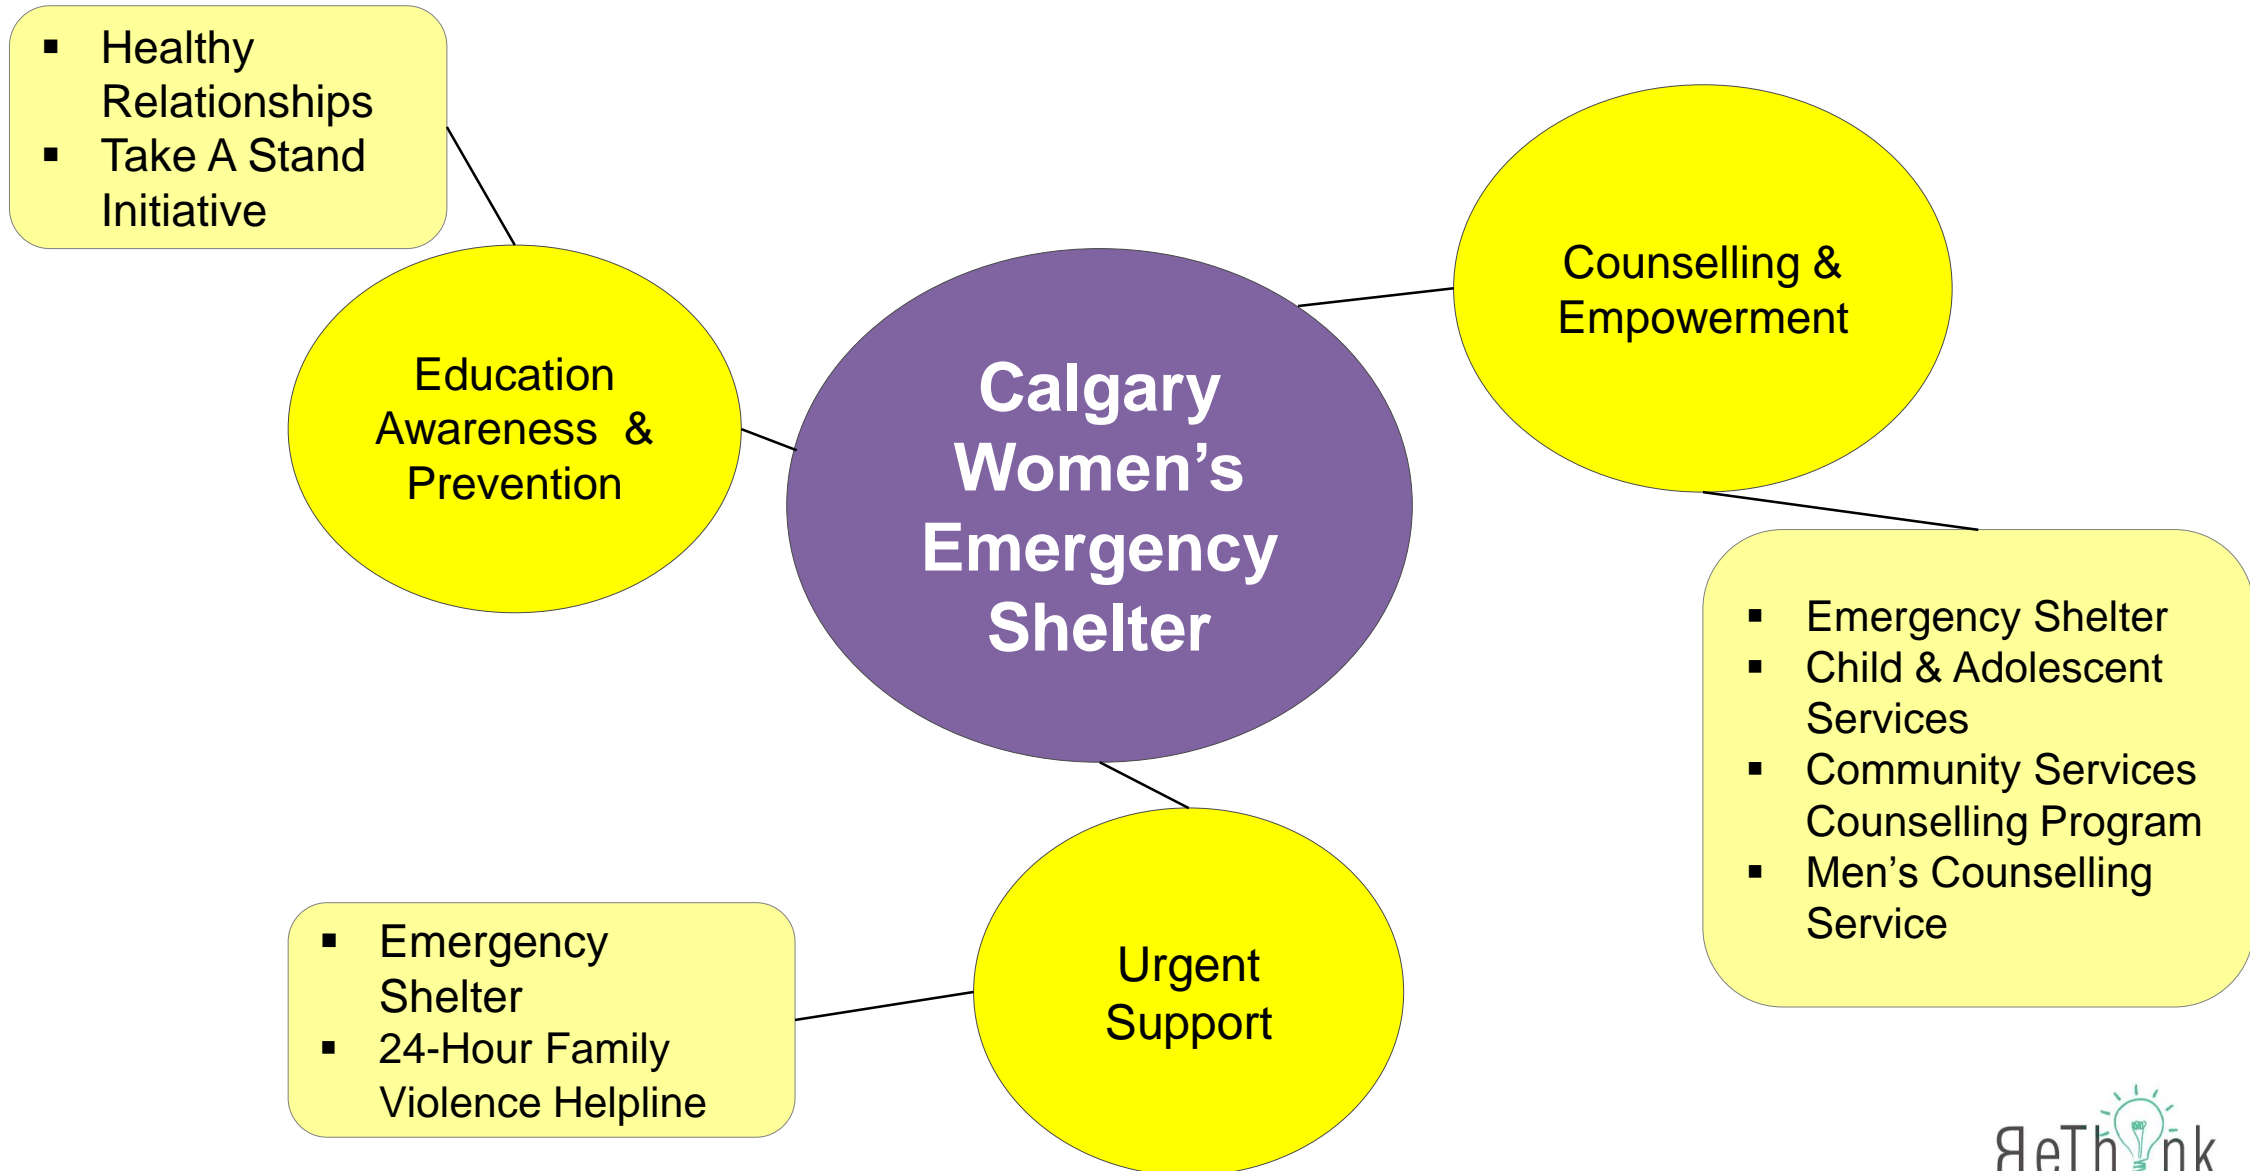 ▪ Healthy
Relationships
▪ Take A Stand
Initiative
Education
Awareness & 
Prevention
Calgary
Women’s
Emergency
Shelter
Counselling &
Empowerment
▪ Emergency Shelter
▪ Child & Adolescent
Services
▪ Community Services
Counselling Program
▪ Men’s Counselling
Service
▪ Emergency
Shelter
▪ 24-Hour Family
Violence Helpline
Urgent
Support
ReThink